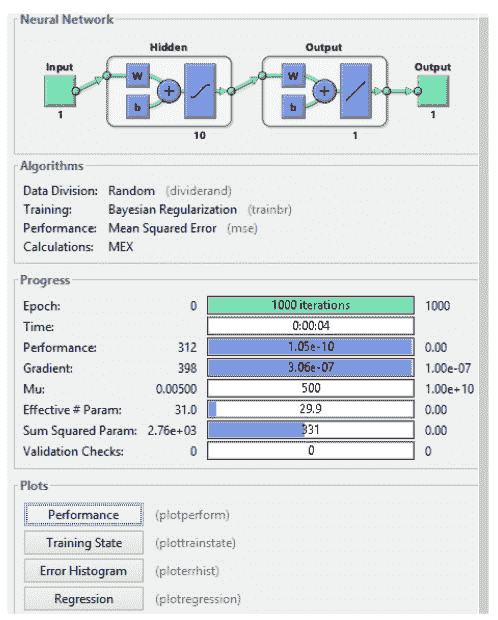 Neural Network
Hidden Output
Input Output
W W
b b
+ +
1 1
10 1
Algorithms
Data Division: Random (dividerand)
Training: Bayesian Regularization (trainbr)
Performance: Mean Squared Error (mse)
Calculations: MEX
Progress
Epoch: 0 1000 iterations 1000
Time: 0:00:04
Performance: 312 1.05e-10 0.00
Gradient: 398 3.06e-07 1.00e-07
Mu: 0.00500 500 1.00e+10
Effective # Param: 31.0 29.9 0.00
Sum Squared Param: 2.76e+03 331 0.00
Validation Checks: 0 0 0
Plots
Performance (plotperform)
Training State (plottrainstate)
Error Histogram (ploterrhist)
Regression (plotregression)